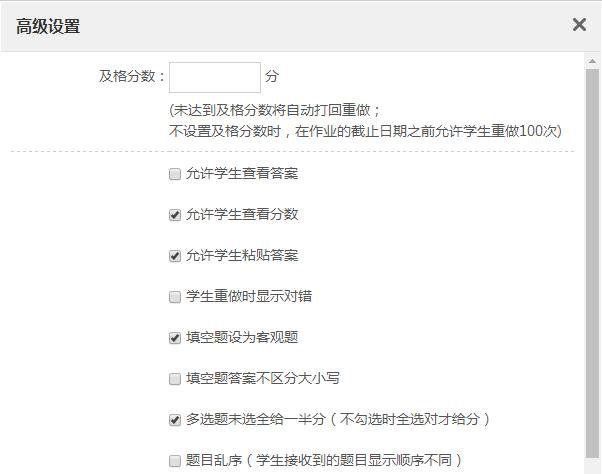 高级设置
及格分数： 分
(未达到及格分数将自动打回重做；
不设置及格分数时，在作业的截止日期之前允许学生重做100次)
允许学生查看答案
允许学生查看分数
允许学生粘贴答案
学生重做时显示对错
填空题设为客观题
填空题答案不区分大小写
多选题未选全给一半分（不勾选时全选对才给分）
题目乱序（学生接收到的题目显示顺序不同）